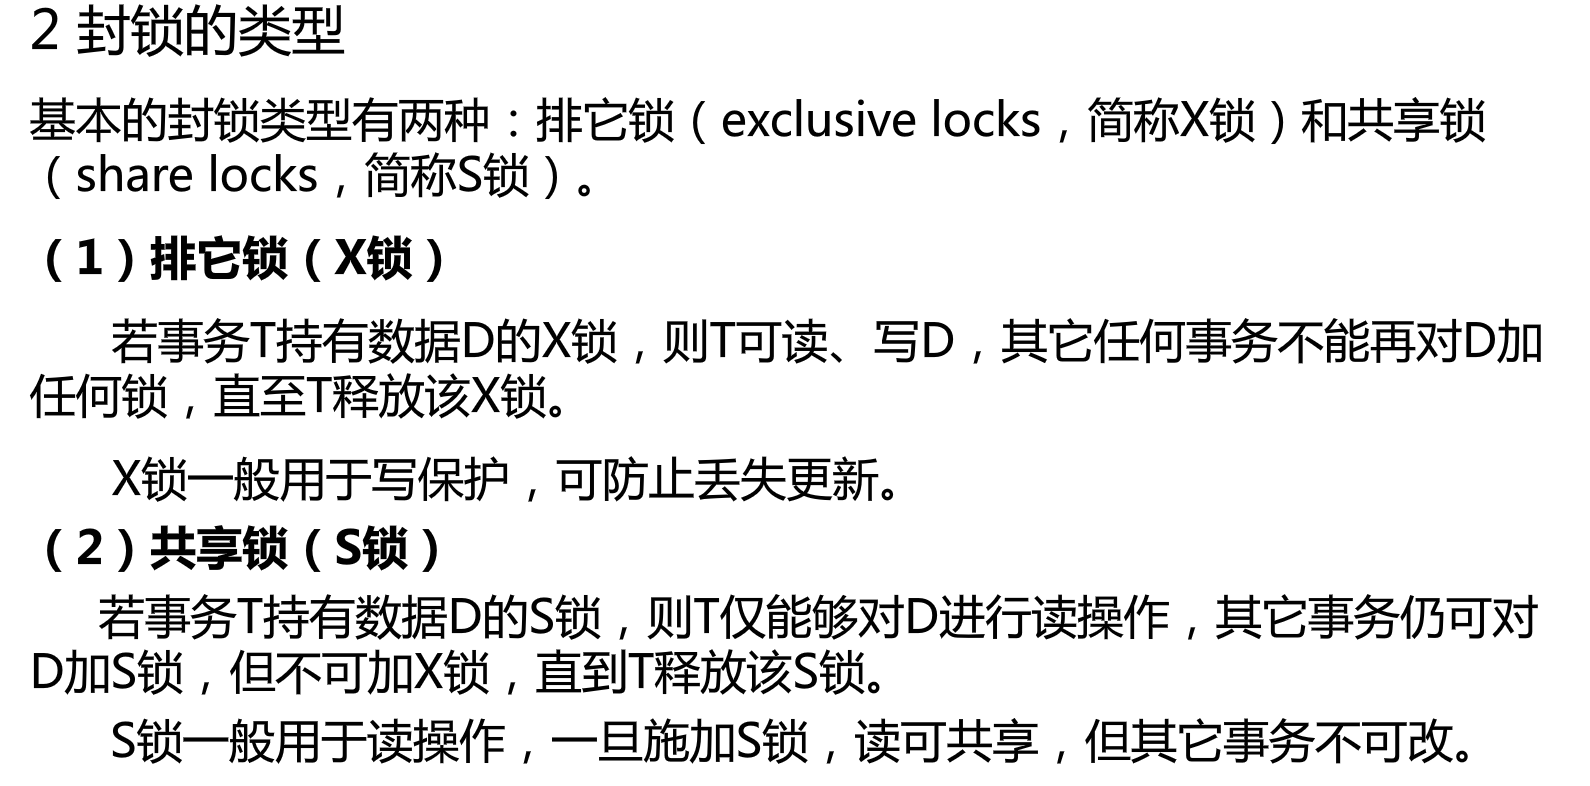 2 封锁的类型
基本的封锁类型有两种：排它锁（exclusive locks，简称X锁）和共享锁
（share locks，简称S锁）。
（1）排它锁（X锁）
若事务T持有数据D的X锁，则T可读、写D，其它任何事务不能再对D加
任何锁，直至T释放该X锁。
X锁一般用于写保护，可防止丢失更新。
（2）共享锁（S锁）
若事务T持有数据D的S锁，则T仅能够对D进行读操作，其它事务仍可对
D加S锁，但不可加X锁，直到T释放该S锁。
S锁一般用于读操作，一旦施加S锁，读可共享，但其它事务不可改。